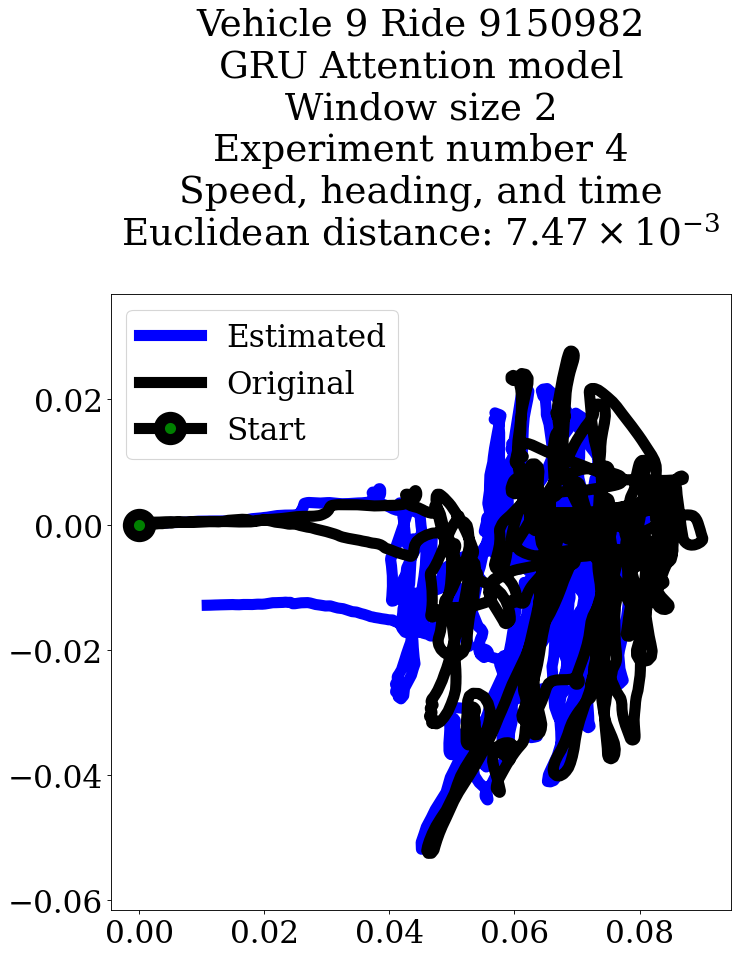 Vehicle 9 Ride 9150982
GRU Attention model
Window size 2
Experiment number 4
Speed, heading, and time
Euclidean distance: 7.47 × 10⁻³
Estimated
Original
Start
0.02
0.00
−0.02
−0.04
−0.06
0.00 0.02 0.04 0.06 0.08